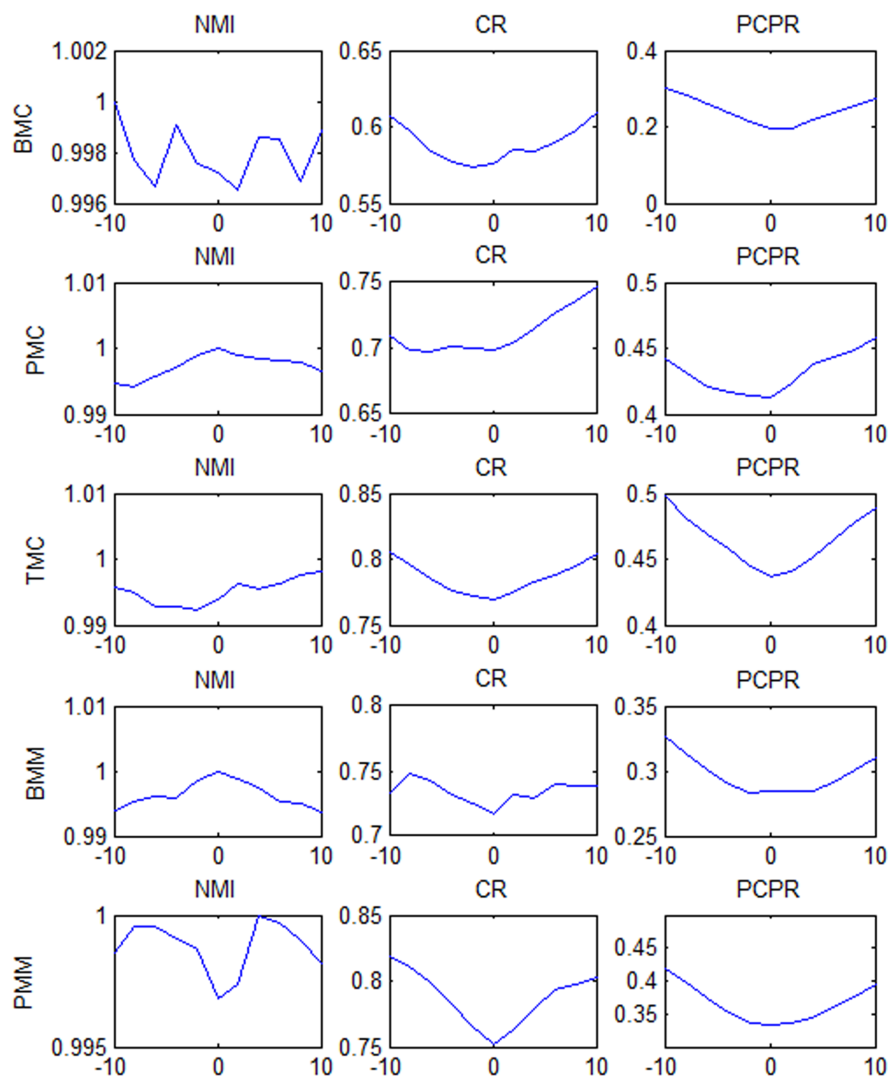 NMI CR PCPR
BMC
1.002 0.65 0.4
1 0.6 0.2
0.998
0.996 0.55 0
-10 0 10 -10 0 10 -10 0 10
NMI CR PCPR
PMC
1.01 0.75 0.5
1 0.7 0.45
0.99 0.65 0.4
-10 0 10 -10 0 10 -10 0 10
NMI CR PCPR
TMC
1.01 0.85 0.5
1 0.8 0.45
0.99 0.75 0.4
-10 0 10 -10 0 10 -10 0 10
NMI CR PCPR
BMM
1.01 0.8 0.35
1 0.75 0.3
0.99 0.7 0.25
-10 0 10 -10 0 10 -10 0 10
NMI CR PCPR
PMM
1 0.85 0.45
0.8 0.4
0.35
0.995 0.75
-10 0 10 -10 0 10 -10 0 10